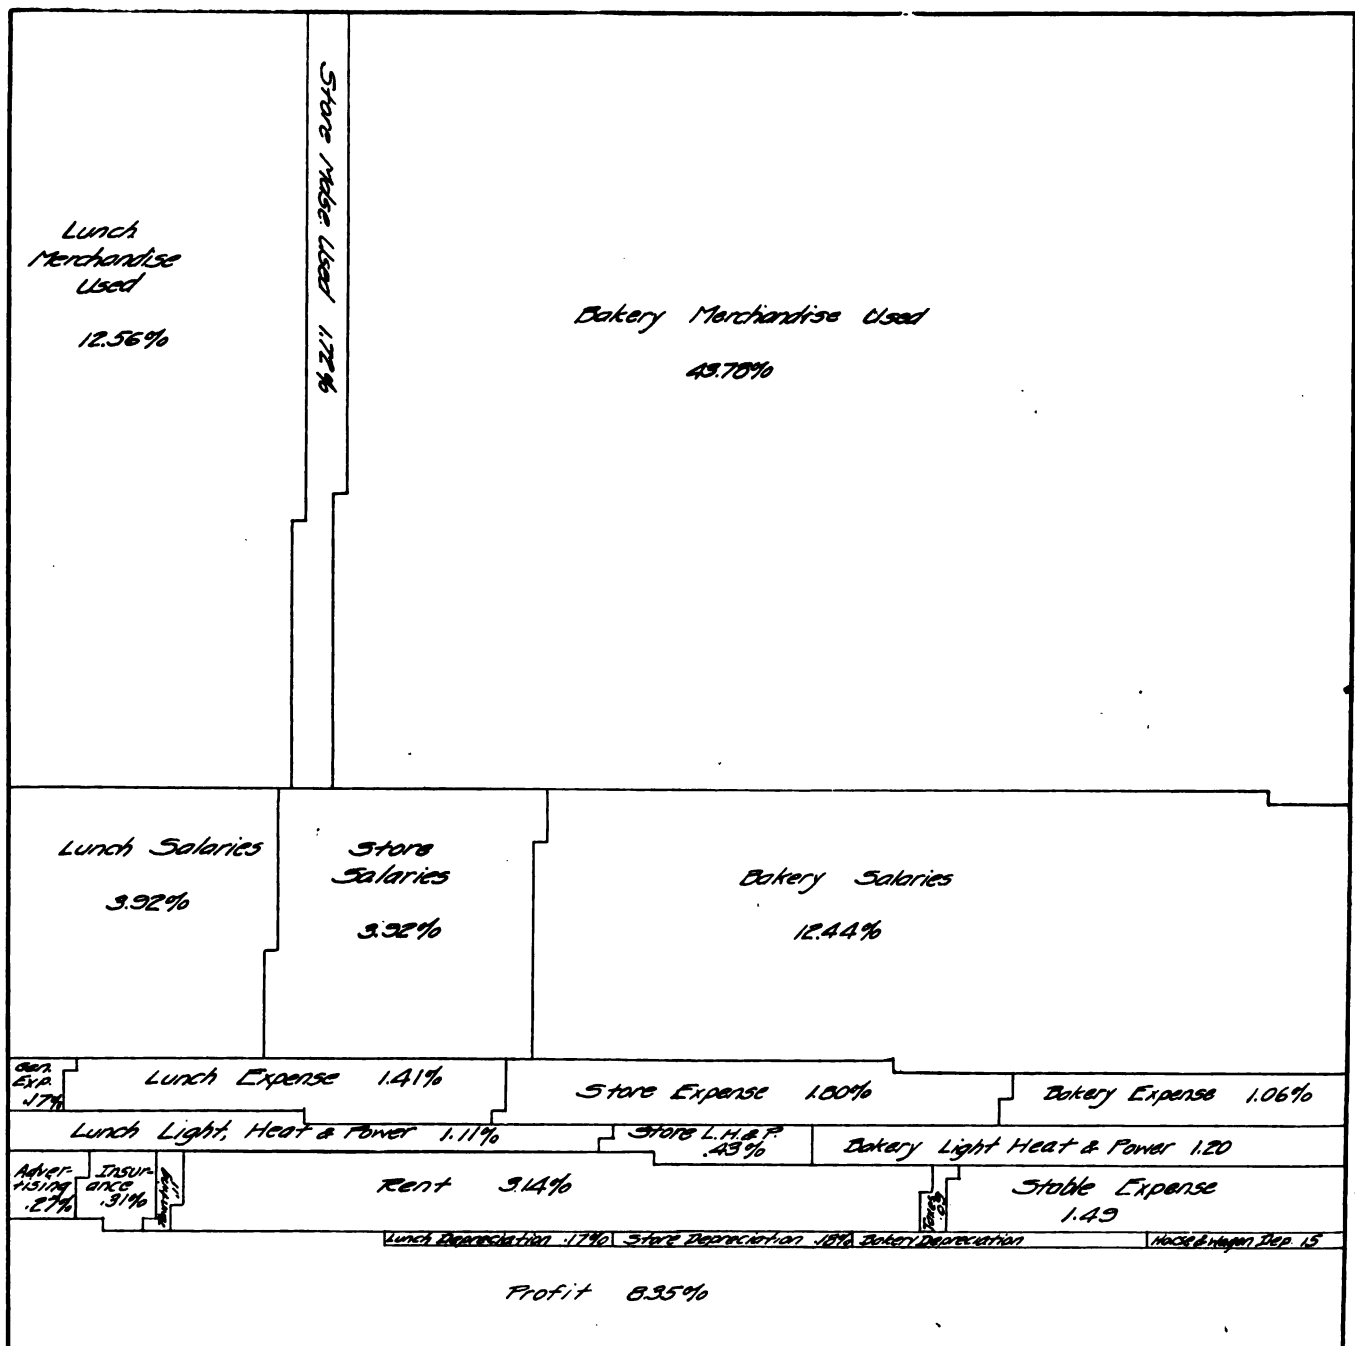 Lunch
Merchandise
Used
12.56%
Store Mdse. Used 1.72%
Bakery Merchandise Used
43.78%
Lunch Salaries
3.92%
Store
Salaries
3.92%
Bakery Salaries
12.44%
Gen.
Exp.
.17%
Lunch Expense 1.41%
Store Expense 1.80%
Bakery Expense 1.06%
Lunch Light, Heat & Power 1.11%
Store L.H.& P.
.43%
Bakery Light Heat & Power 1.20
Adver-
tising
.27%
Insur-
ance
.31%
Rent 3.14%
Taxes
Stable Expense
1.49
Lunch Depreciation .17%
Store Depreciation .18%
Bakery Depreciation
Horse & Wagon Dep. .15
Profit 8.35%